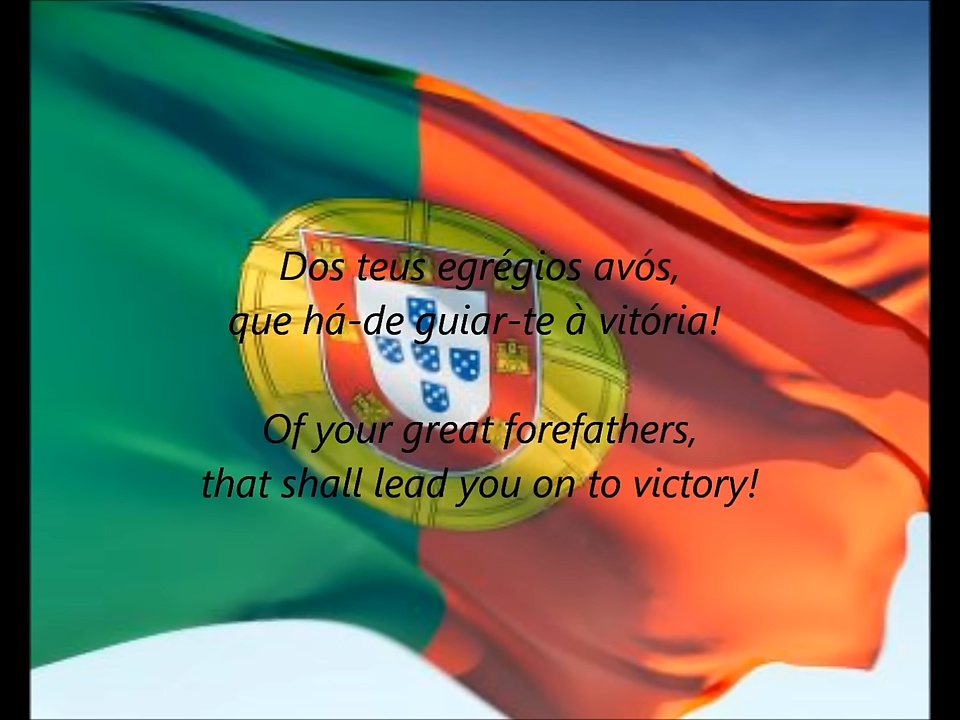 Dos teus egrégios avós,
que há-de guiar-te à vitória!
Of your great forefathers,
that shall lead you on to victory!